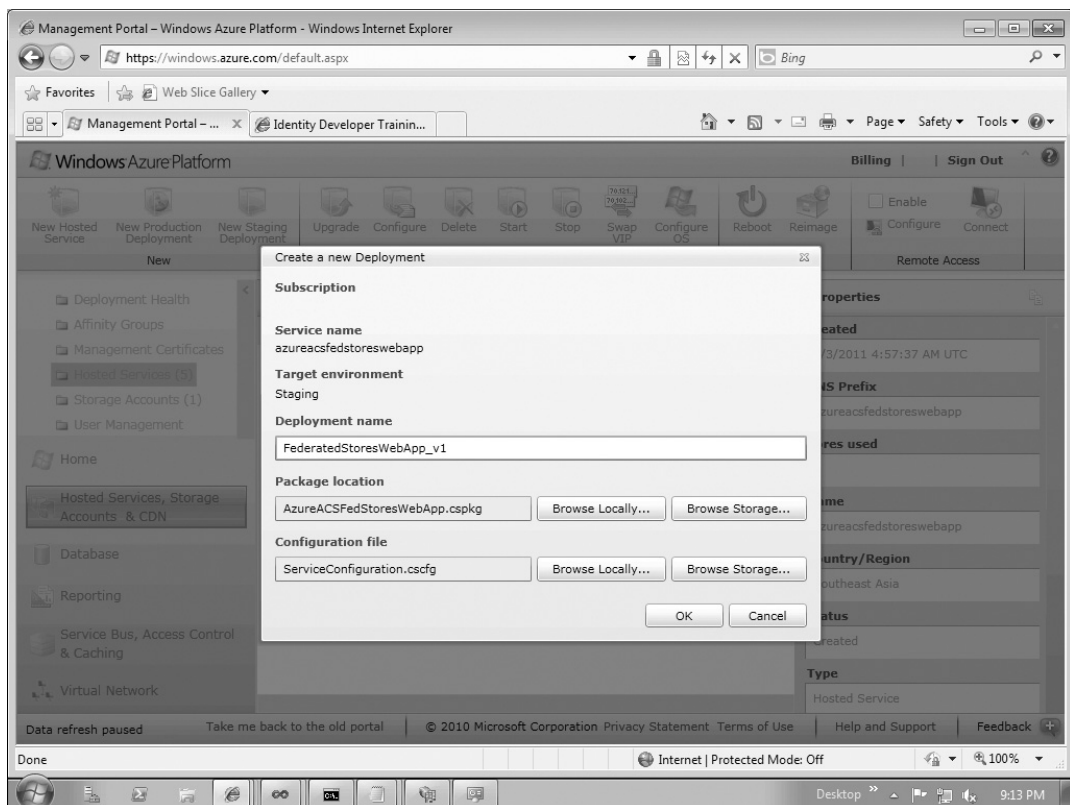 Management Portal – Windows Azure Platform - Windows Internet Explorer
https://windows.azure.com/default.aspx
Bing
Favorites
Web Slice Gallery
Management Portal – ... X
Identity Developer Trainin...
Page
Safety
Tools
Windows Azure Platform
Billing |
| Sign Out
New Hosted Service
New Production Deployment
New Staging Deployment
Upgrade
Configure
Delete
Start
Stop
Swap VIP
Configure OS
Reboot
Reimage
Enable
Configure
Connect
New
Remote Access
Create a new Deployment
Subscription
Service name
azureacsfedstoreswebapp
Target environment
Staging
Deployment name
FederatedStoresWebApp_v1
Package location
AzureACSFedStoresWebApp.cspkg
Browse Locally...
Browse Storage...
Configuration file
ServiceConfiguration.cscfg
Browse Locally...
Browse Storage...
OK
Cancel
Deployment Health
Affinity Groups
Management Certificates
Hosted Services (5)
Storage Accounts (1)
User Management
Home
Hosted Services, Storage
Accounts & CDN
Database
Reporting
Service Bus, Access Control
& Caching
Virtual Network
roperties
eated
/3/2011 4:57:37 AM UTC
NS Prefix
zureacsfedstoreswebapp
res used
me
zureacsfedstoreswebapp
untry/Region
outheast Asia
atus
reated
Type
Hosted Service
Data refresh paused
Take me back to the old portal
© 2010 Microsoft Corporation Privacy Statement Terms of Use
Help and Support
Feedback
Done
Internet | Protected Mode: Off
100%
Desktop
9:13 PM